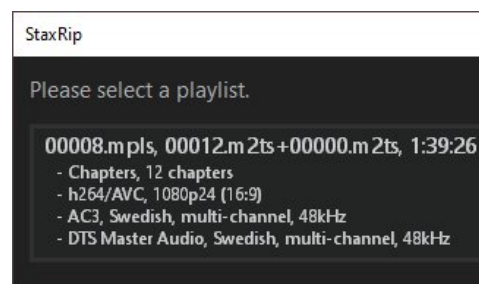 StaxRip
Please select a playlist.
00008.mpls, 00012.m2ts+00000.m2ts, 1:39:26
- Chapters, 12 chapters
- h264/AVC, 1080p24 (16:9)
- AC3, Swedish, multi-channel, 48kHz
- DTS Master Audio, Swedish, multi-channel, 48kHz